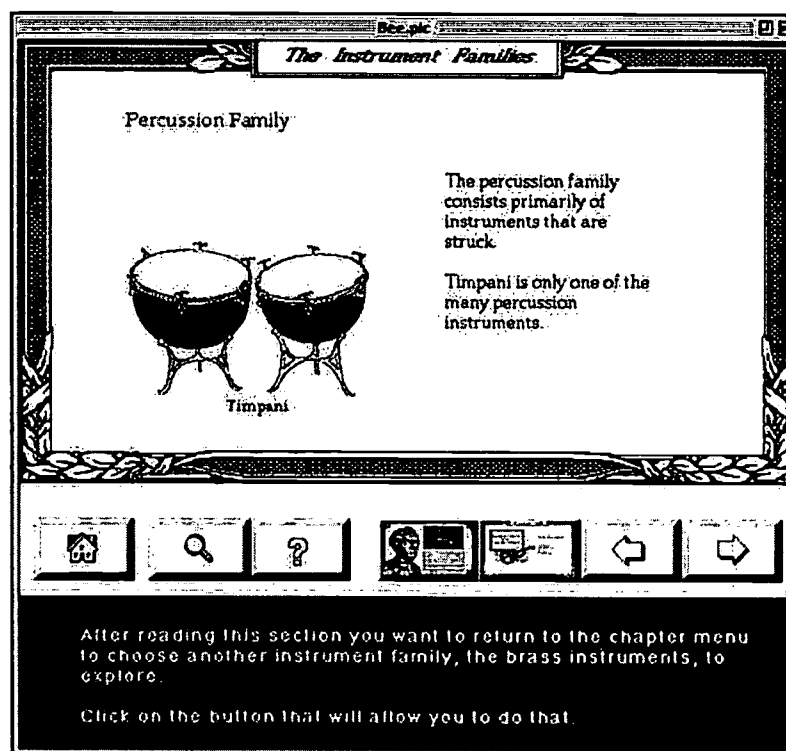 Bee.pic
The Instrument Families
Percussion Family
The percussion family
consists primarily of
instruments that are
struck.
Timpani is only one of the
many percussion
instruments.
Timpani
?
After reading this section you want to return to the chapter menu
to choose another instrument family, the brass instruments, to
explore.
Click on the button that will allow you to do that.